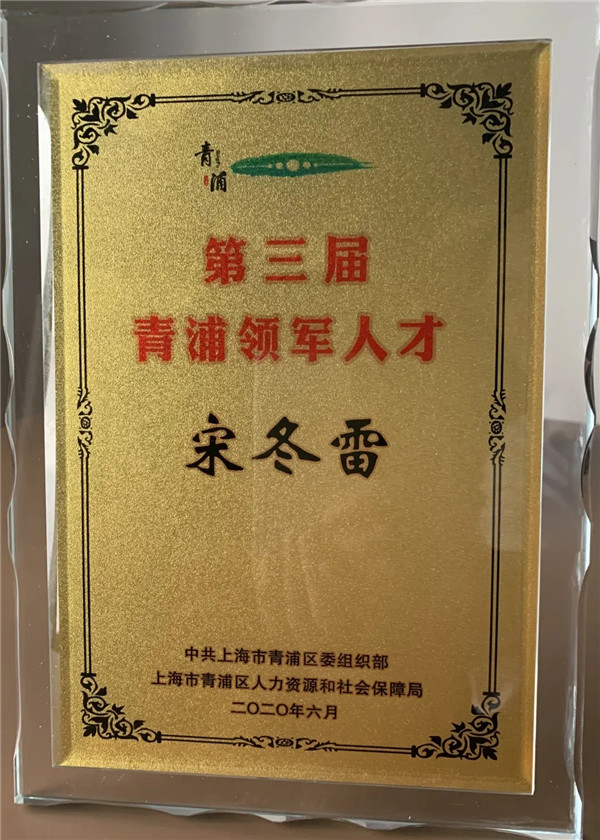 青浦
第三届
青浦领军人才
宋冬雷
中共上海市青浦区委组织部
上海市青浦区人力资源和社会保障局
二〇二〇年六月